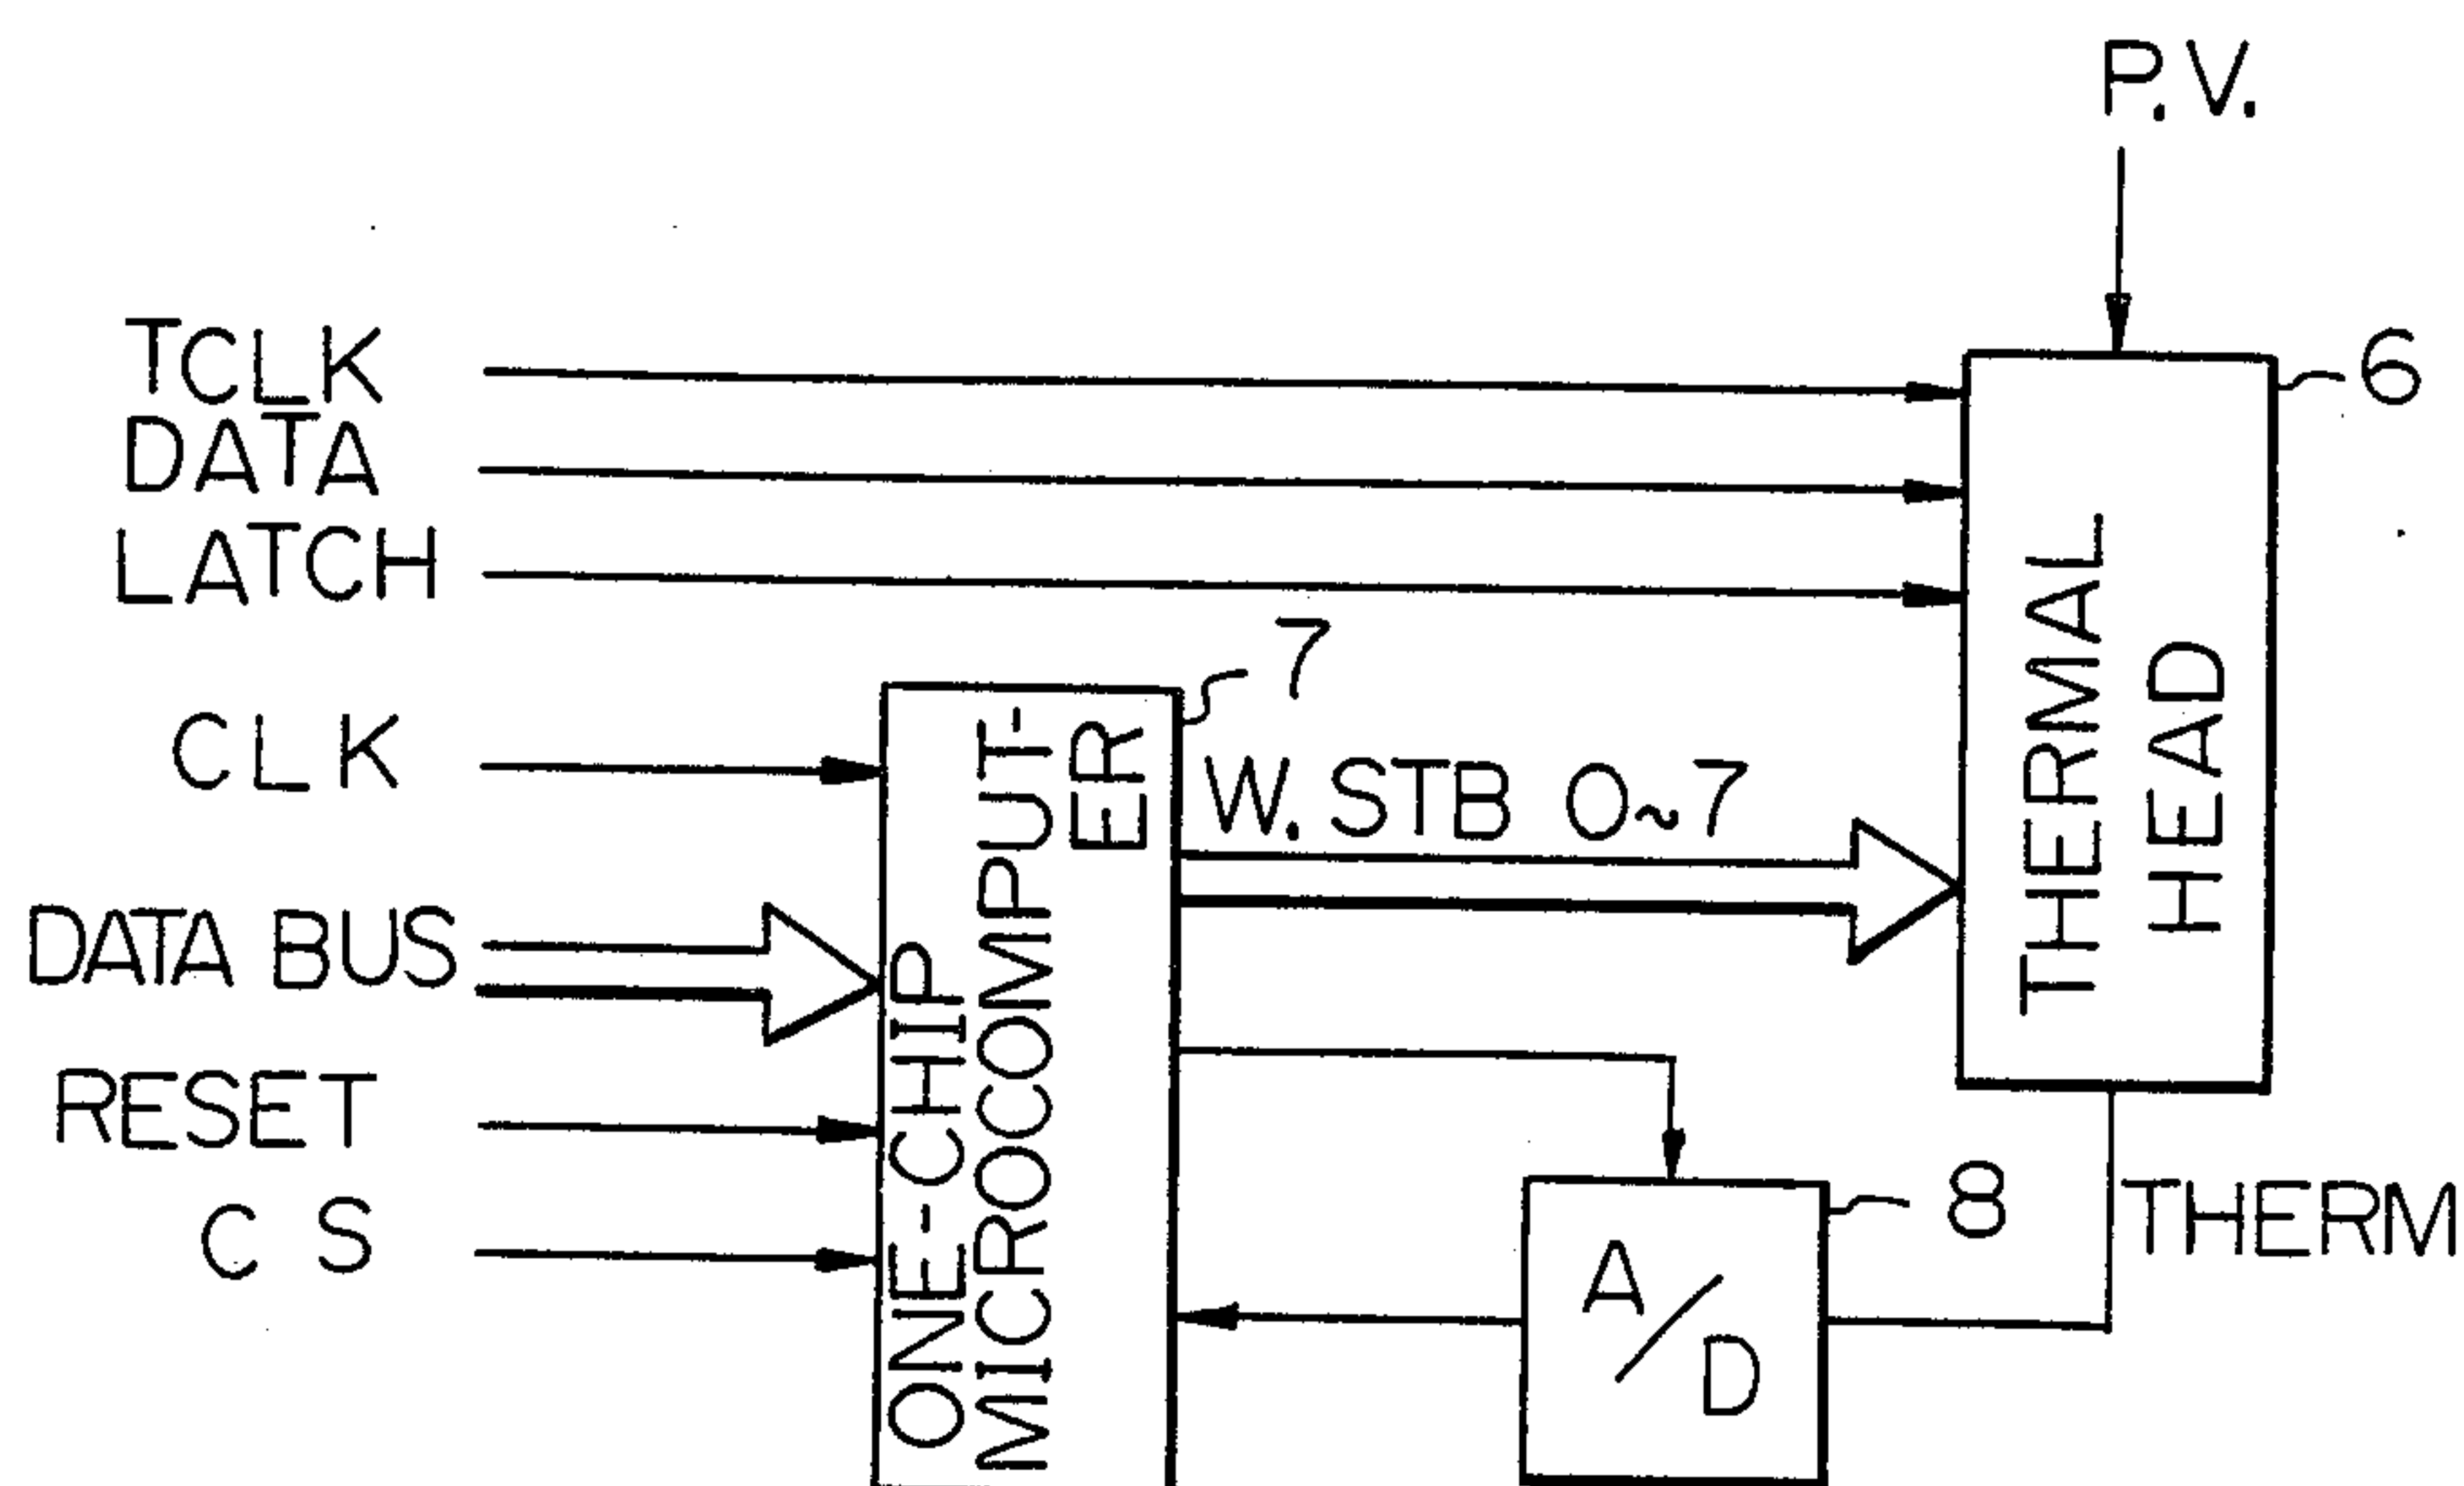 P.V.
TCLK
6
DATA
LATCH
THERMAL
HEAD
7
CLK
ONE-CHIP
MICROCOMPUT-
ER
W. STB 0~7
DATA BUS
RESET
CS
8
THERM
A/D